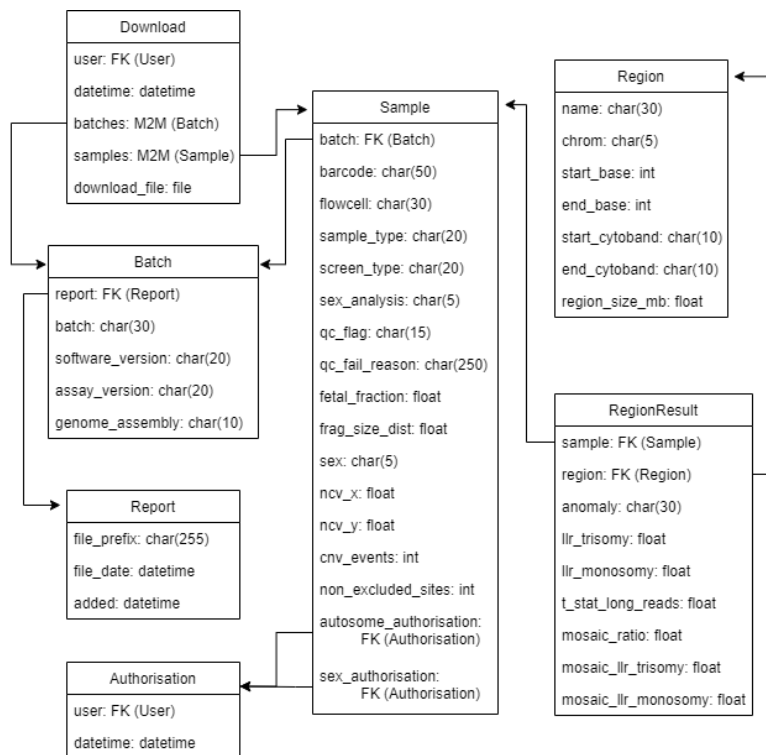 Download
user: FK (User)
datetime: datetime
batches: M2M (Batch)
samples: M2M (Sample)
download_file: file
Batch
report: FK (Report)
batch: char(30)
software_version: char(20)
assay_version: char(20)
genome_assembly: char(10)
Report
file_prefix: char(255)
file_date: datetime
added: datetime
Authorisation
user: FK (User)
datetime: datetime
Sample
batch: FK (Batch)
barcode: char(50)
flowcell: char(30)
sample_type: char(20)
screen_type: char(20)
sex_analysis: char(5)
qc_flag: char(15)
qc_fail_reason: char(250)
fetal_fraction: float
frag_size_dist: float
sex: char(5)
ncv_x: float
ncv_y: float
cnv_events: int
non_excluded_sites: int
autosome_authorisation:
FK (Authorisation)
sex_authorisation:
FK (Authorisation)
Region
name: char(30)
chrom: char(5)
start_base: int
end_base: int
start_cytoband: char(10)
end_cytoband: char(10)
region_size_mb: float
RegionResult
sample: FK (Sample)
region: FK (Region)
anomaly: char(30)
llr_trisomy: float
llr_monosomy: float
t_stat_long_reads: float
mosaic_ratio: float
mosaic_llr_trisomy: float
mosaic_llr_monosomy: float